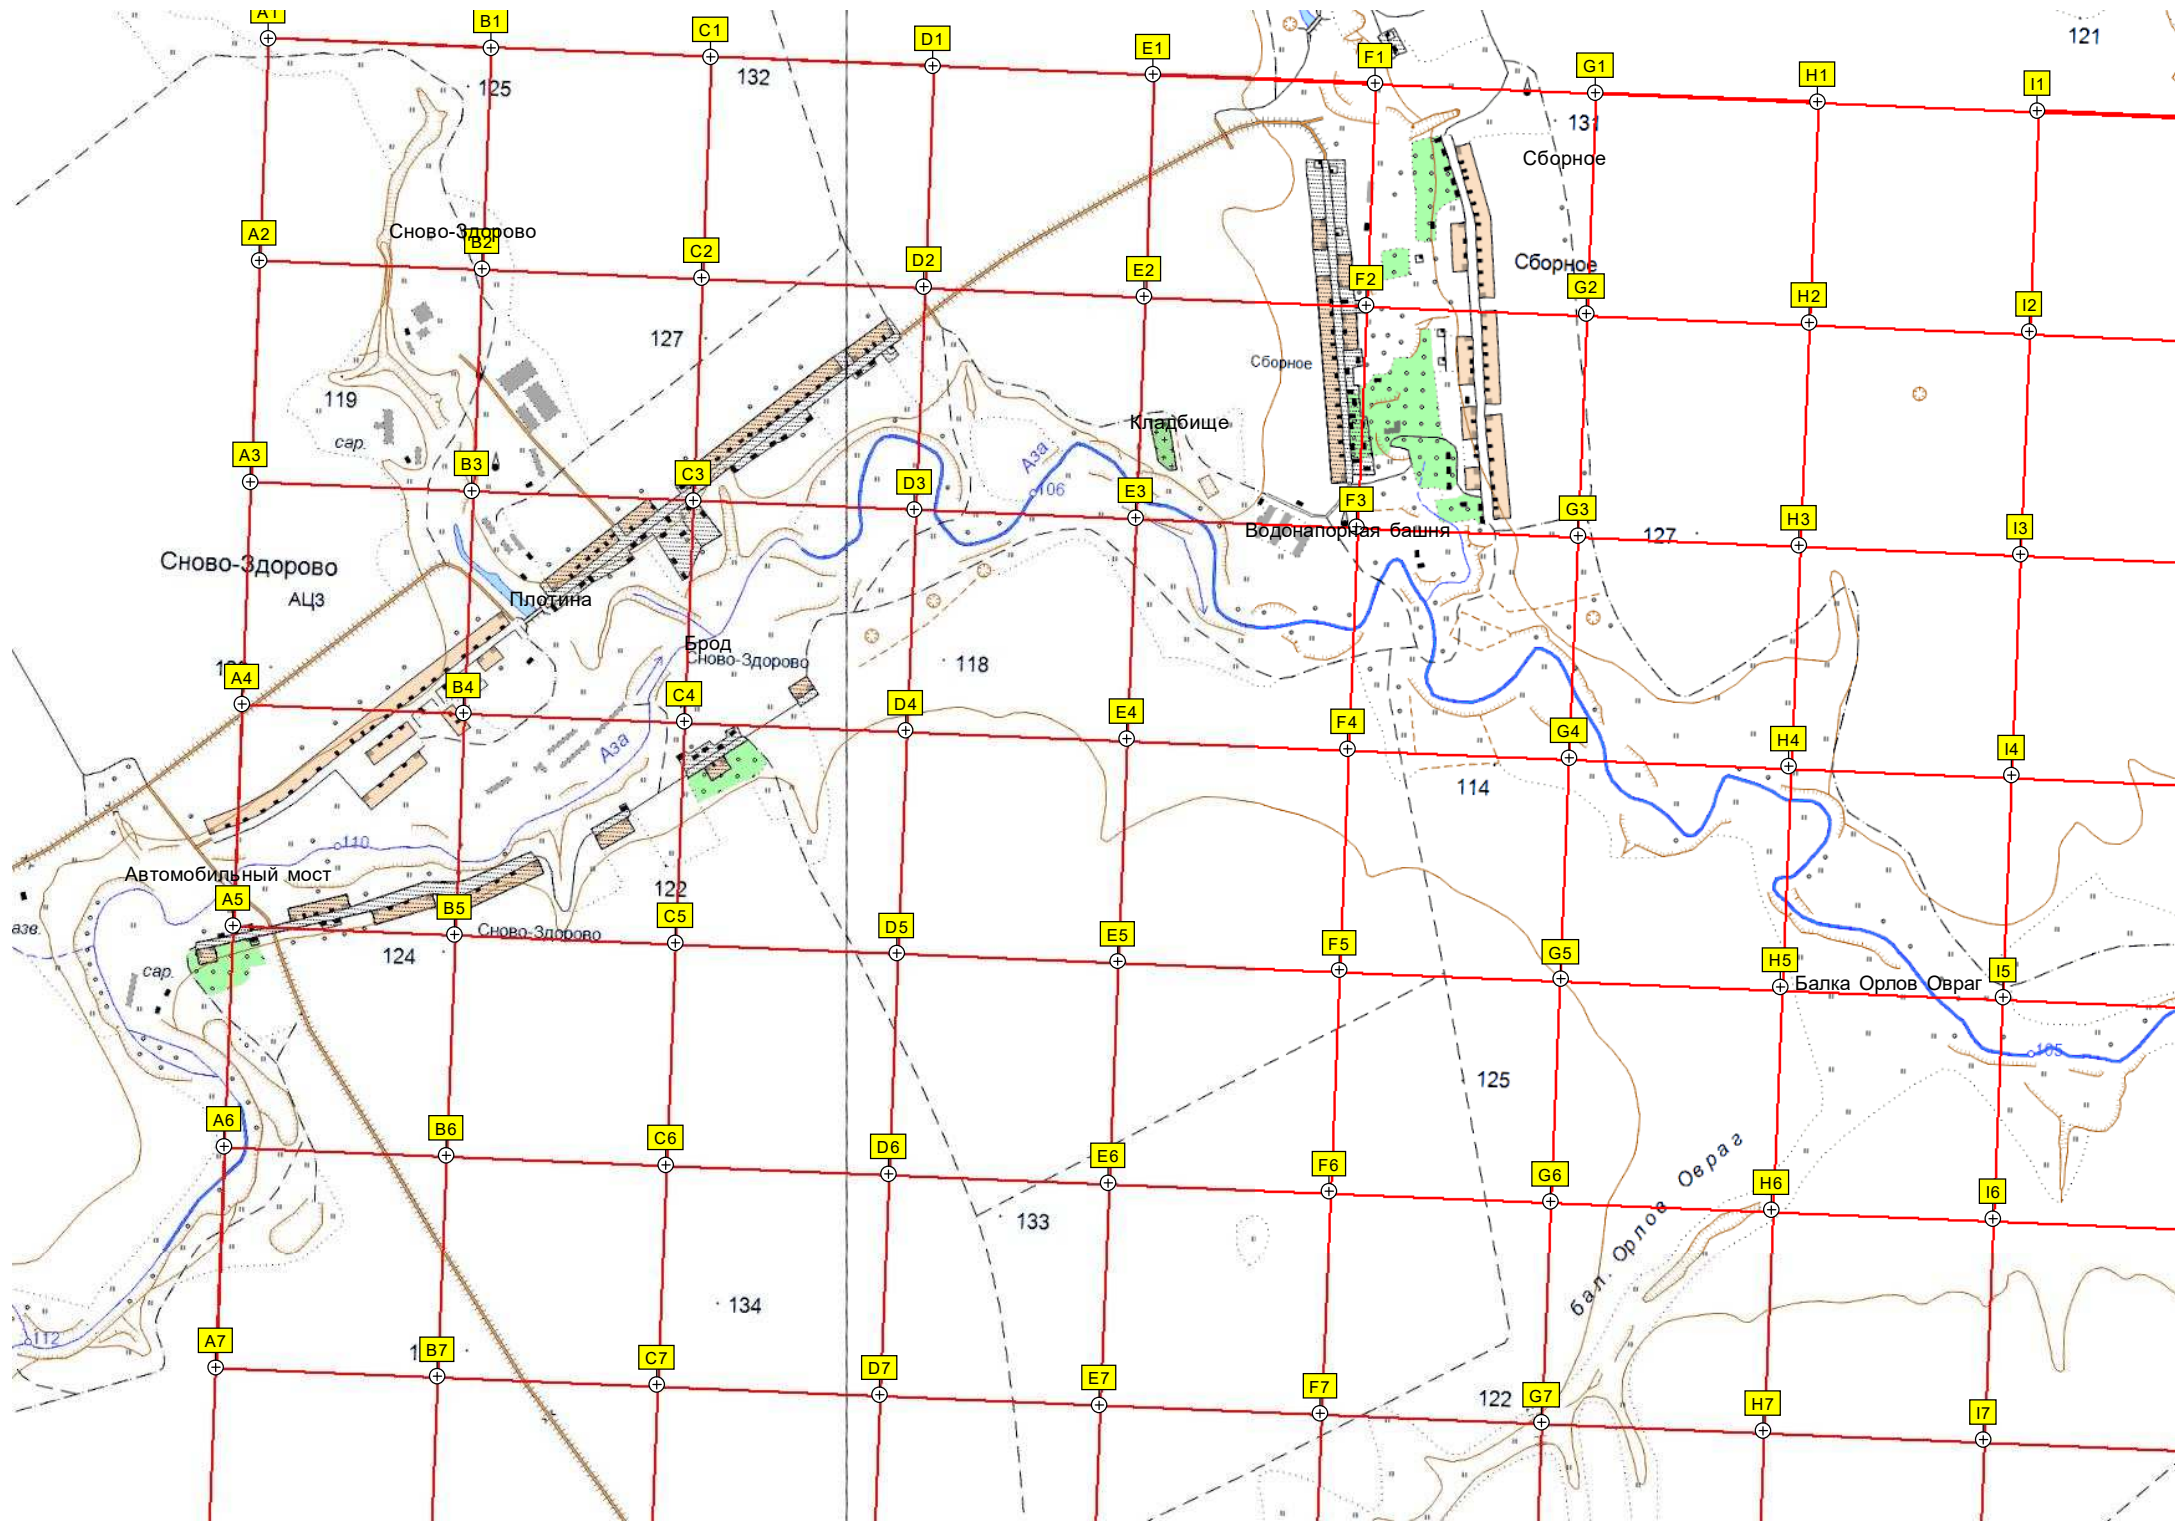 A1
B1
C1
D1
E1
F1
G1
H1
I1
121
125
132
131
Сборное
A2
Сново-Здорово
B2
C2
D2
E2
F2
Сборное
G2
H2
I2
127
Сборное
119
сар.
Кладбище
Аза
106
A3
B3
C3
D3
E3
F3
G3
H3
I3
Водонапорная башня
127
Сново-Здорово
АЦЗ
Плотина
Брод
Сново-Здорово
118
A4
B4
C4
D4
E4
F4
G4
H4
I4
Аза
114
110
Автомобильный мост
122
A5
B5
C5
D5
E5
F5
G5
H5
I5
азв.
Сново-Здорово
124
сар.
Балка Орлов Овраг
105
125
A6
B6
C6
D6
E6
F6
G6
H6
I6
бал. Орлов Овраг
133
134
112
A7
B7
C7
D7
E7
F7
G7
H7
I7
122